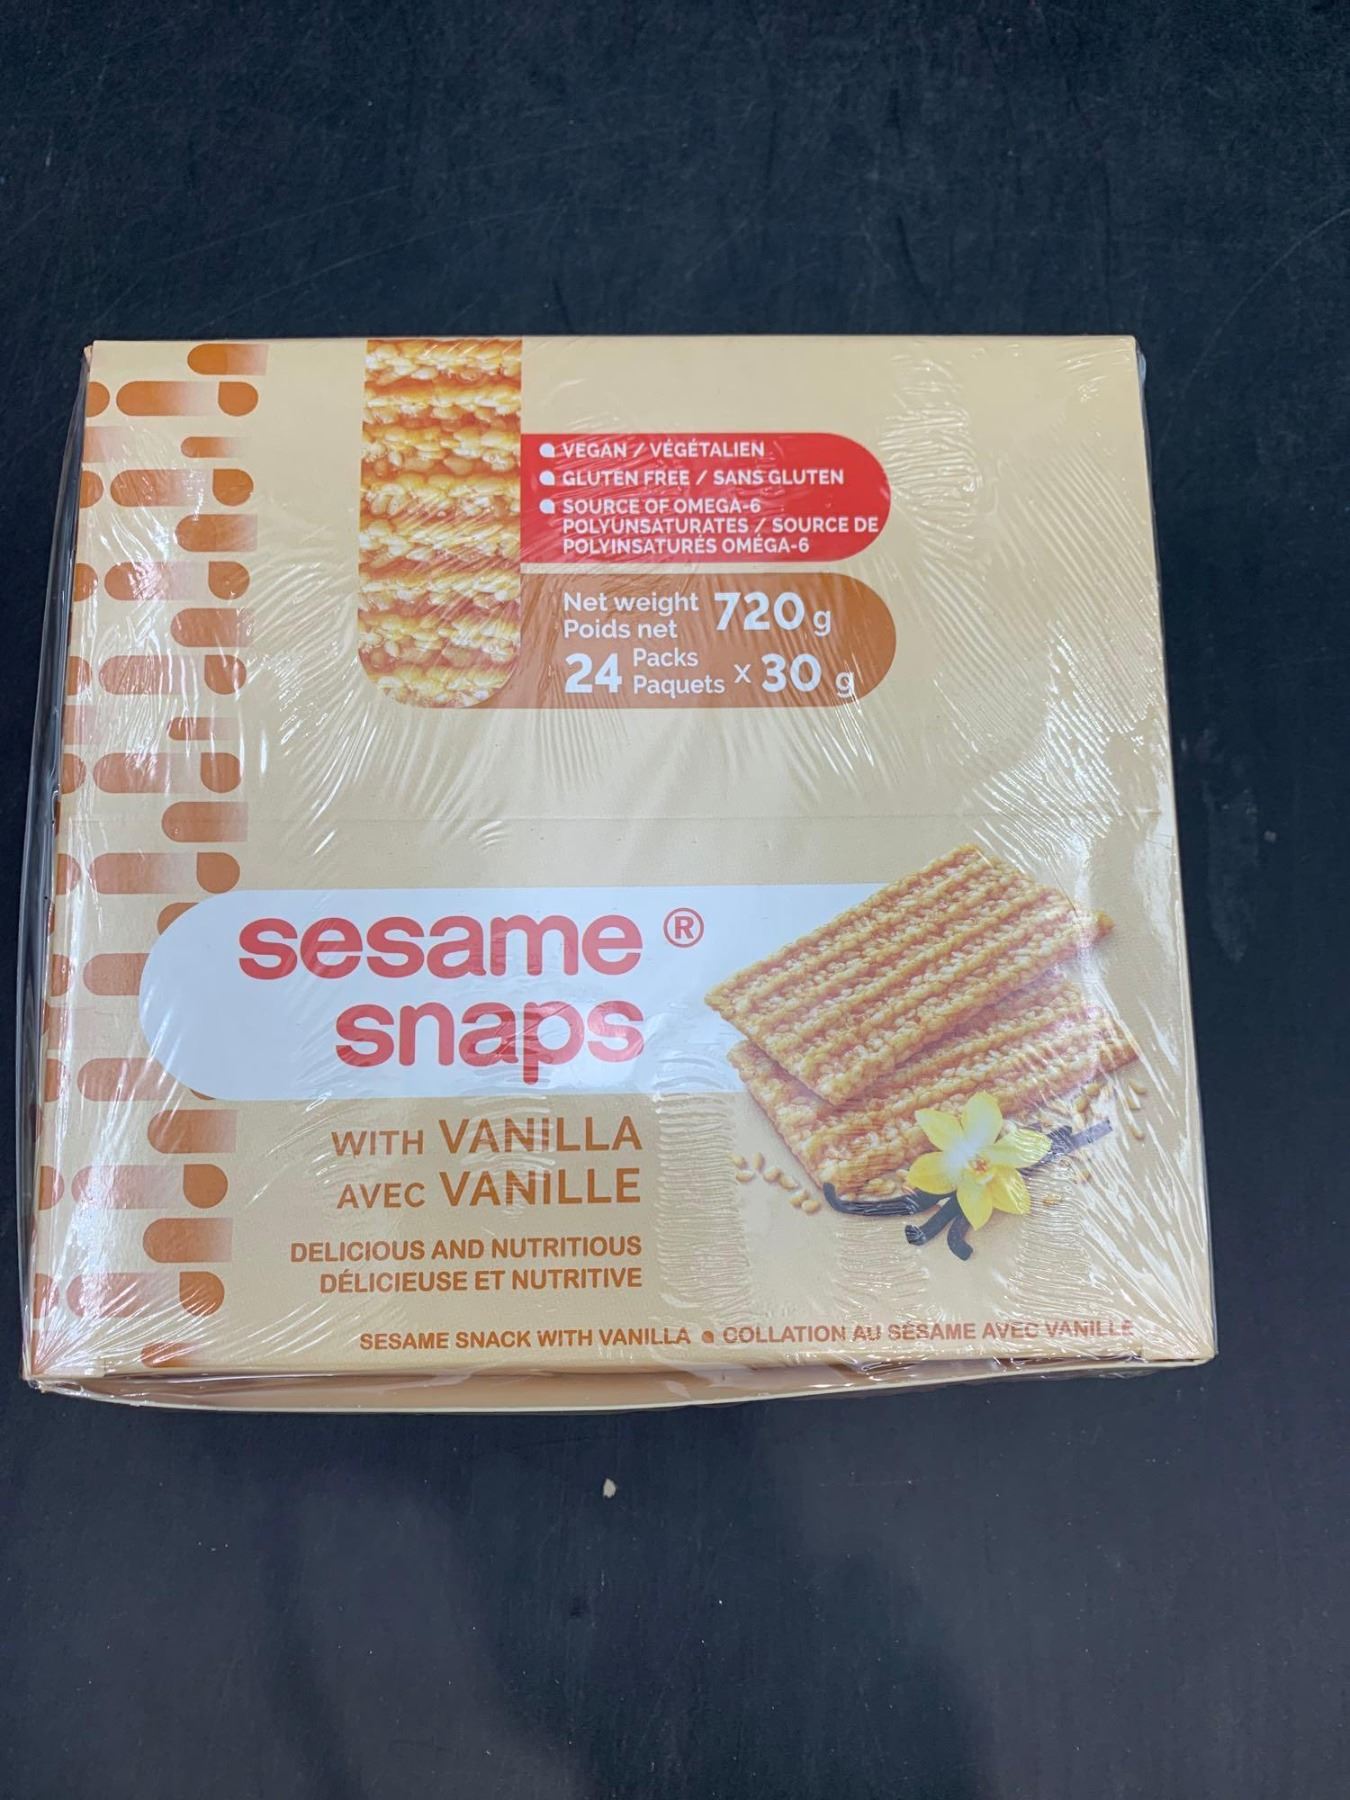 VEGAN / VÉGÉTALIEN
GLUTEN FREE / SANS GLUTEN
SOURCE OF OMEGA-6
POLYUNSATURATES / SOURCE DE
POLYINSATURÉS OMÉGA-6
Net weight 720 g
Poids net
24 Packs x 30 g
Paquets
sesame ®
snaps
WITH VANILLA
AVEC VANILLE
DELICIOUS AND NUTRITIOUS
DÉLICIEUSE ET NUTRITIVE
SESAME SNACK WITH VANILLA • COLLATION AU SÉSAME AVEC VANILLE